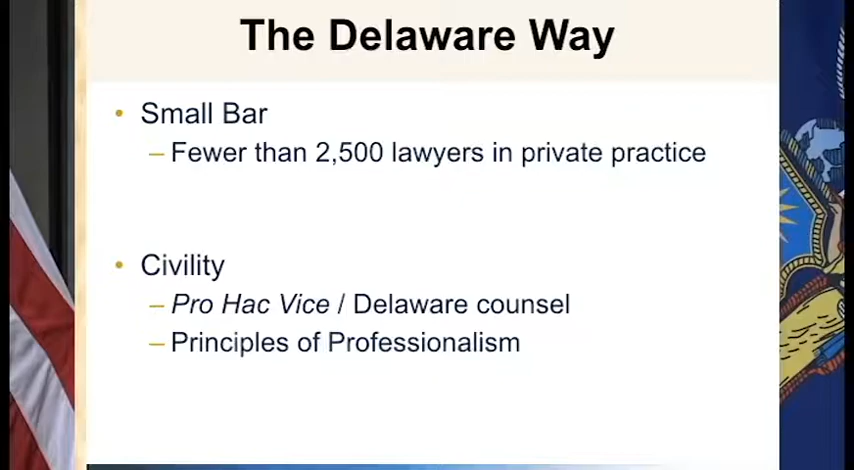 The Delaware Way
• Small Bar
– Fewer than 2,500 lawyers in private practice
• Civility
– Pro Hac Vice / Delaware counsel
– Principles of Professionalism